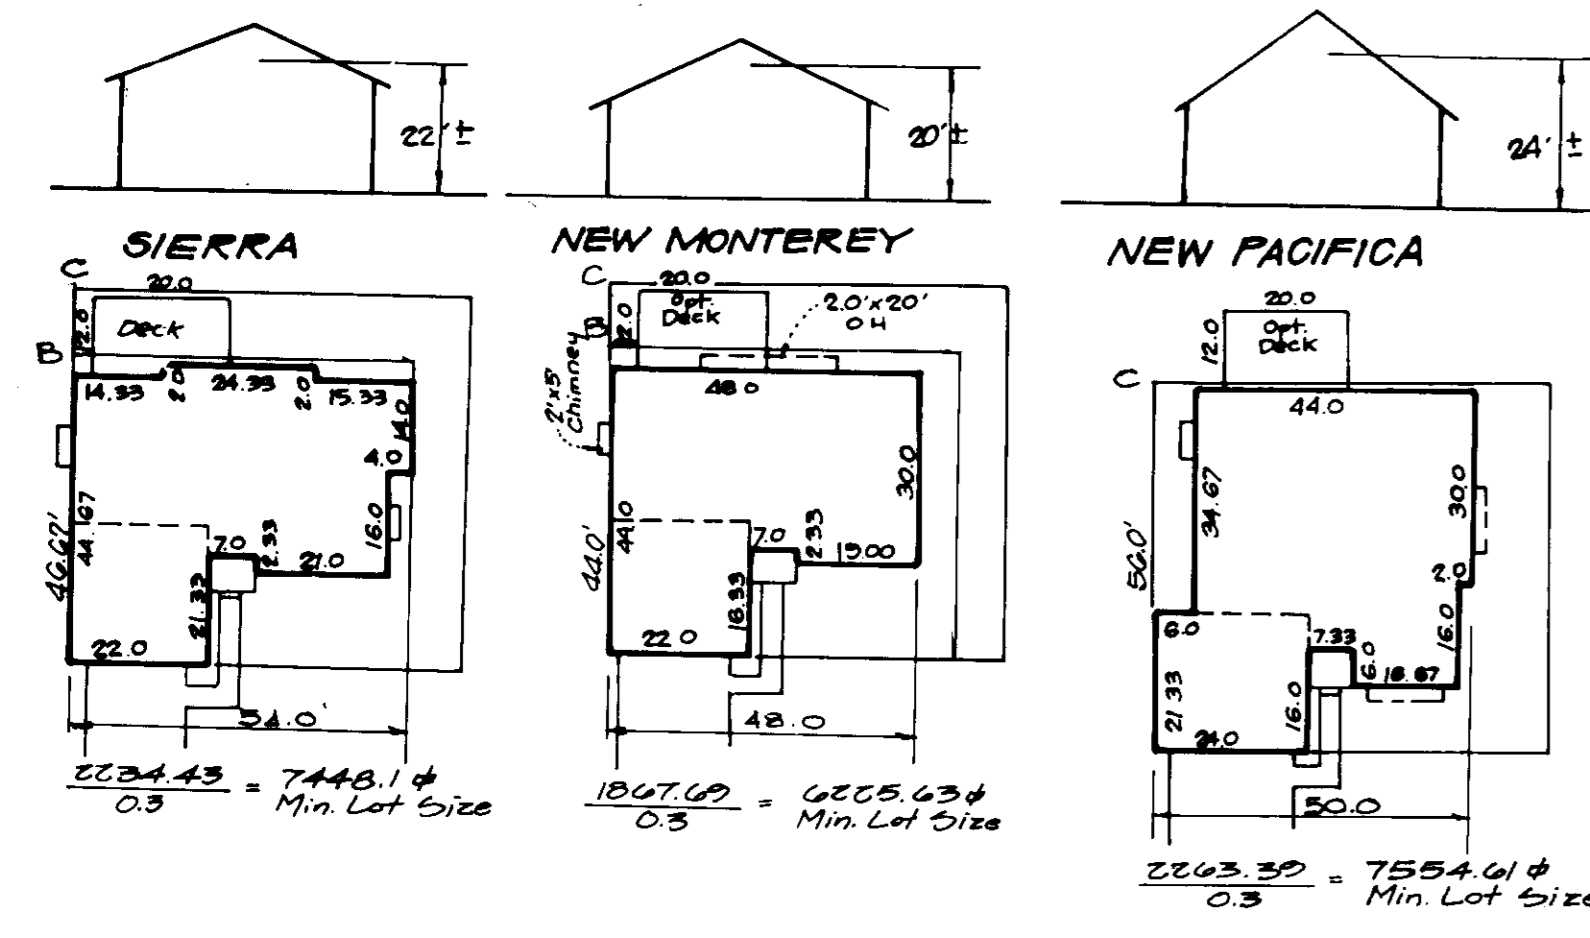 22' ±
20' ±
24' ±
SIERRA
NEW MONTEREY
NEW PACIFICA
C
20.0
12.0
Deck
B
14.33
2.0
24.33
2.0
15.33
14.0
4.0
46.67'
44.67
16.0
7.0
2.33
21.0
21.33
22.0
54.0'
2234.43
0.3
= 7448.1 ϕ
Min. Lot Size
C
20.0
Opt.
Deck
2.0'x20'
OH
B
12.0
2'x5'
Chimney
48.0
30.0
44.0'
44.0
7.0
2.33
19.00
18.33
22.0
48.0
1867.69
0.3
= 6225.63 ϕ
Min. Lot Size
20.0
12.0
Opt.
Deck
C
44.0
34.67
30.0
56.0'
2.0
6.0
7.33
6.0
16.0
16.67
21.33
16.0
24.0
50.0
2263.39
0.3
= 7554.61 ϕ
Min. Lot Size